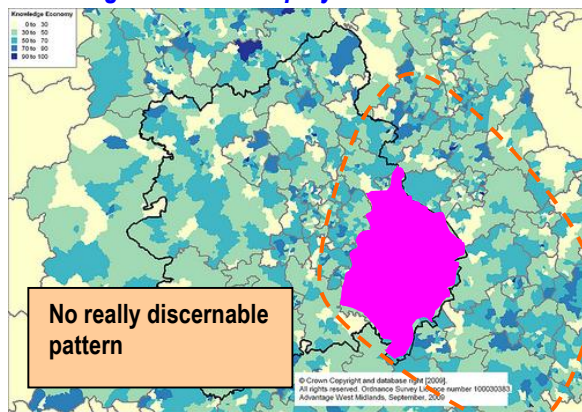 Knowledge Economy
0 to 30
30 to 50
50 to 70
70 to 90
90 to 100
No really discernable
pattern
© Crown Copyright and database right [2009].
All rights reserved. Ordnance Survey Licence number 100030383.
Advantage West Midlands, September, 2009